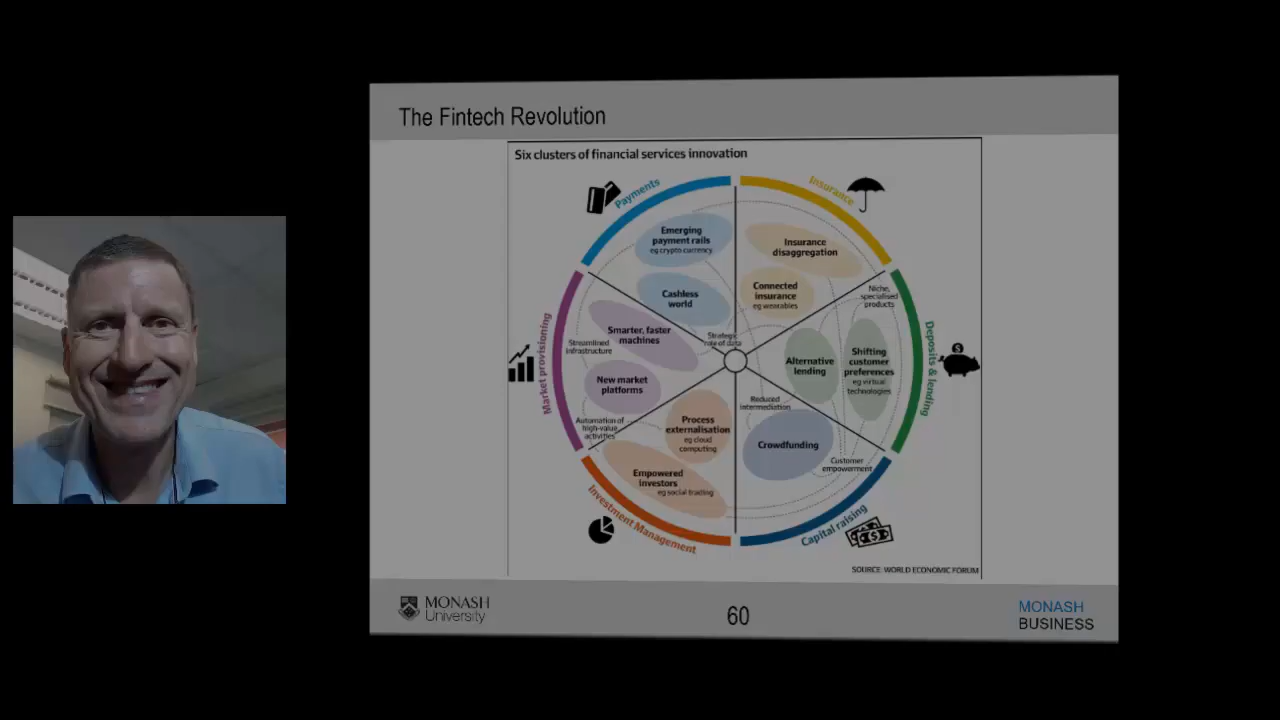 The Fintech Revolution
Six clusters of financial services innovation
Payments
Insurance
Emerging
payment rails
eg crypto currency
Insurance
disaggregation
Cashless
world
Connected
insurance
eg wearables
Niche,
specialised
products
Market provisioning
Streamlined
infrastructure
Smarter, faster
machines
Strategic
role of data
Deposits & lending
Alternative
lending
Shifting
customer
preferences
eg virtual
technologies
New market
platforms
Reduced
intermediation
Automation of
high-value
activities
Process
externalisation
eg cloud
computing
Crowdfunding
Customer
empowerment
Empowered
investors
eg social trading
Investment Management
Capital raising
SOURCE: WORLD ECONOMIC FORUM
MONASH
University
60
MONASH
BUSINESS